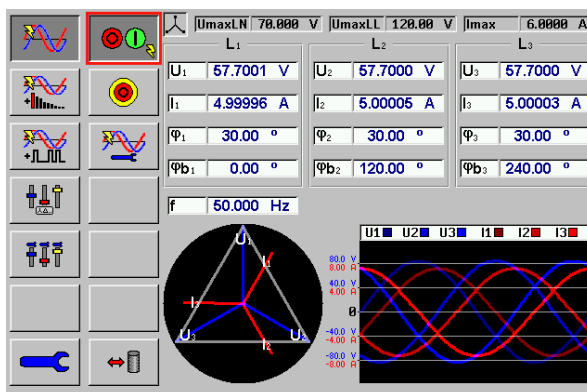 UmaxLN 70.000 V UmaxLL 120.00 V Imax 6.0000 A
L1 L2 L3
U1 57.7001 V U2 57.7000 V U3 57.7000 V
I1 4.99996 A I2 5.00005 A I3 5.00003 A
φ1 30.00 º φ2 30.00 º φ3 30.00 º
φb1 0.00 º φb2 120.00 º φb3 240.00 º
f 50.000 Hz
U1 U2 U3 I1 I2 I3
U1
I1
I3
U3 U2
I2
80.0 V
8.00 A
40.0 V
4.00 A
0
-40.0 V
-4.00 A
-80.0 V
-8.00 A